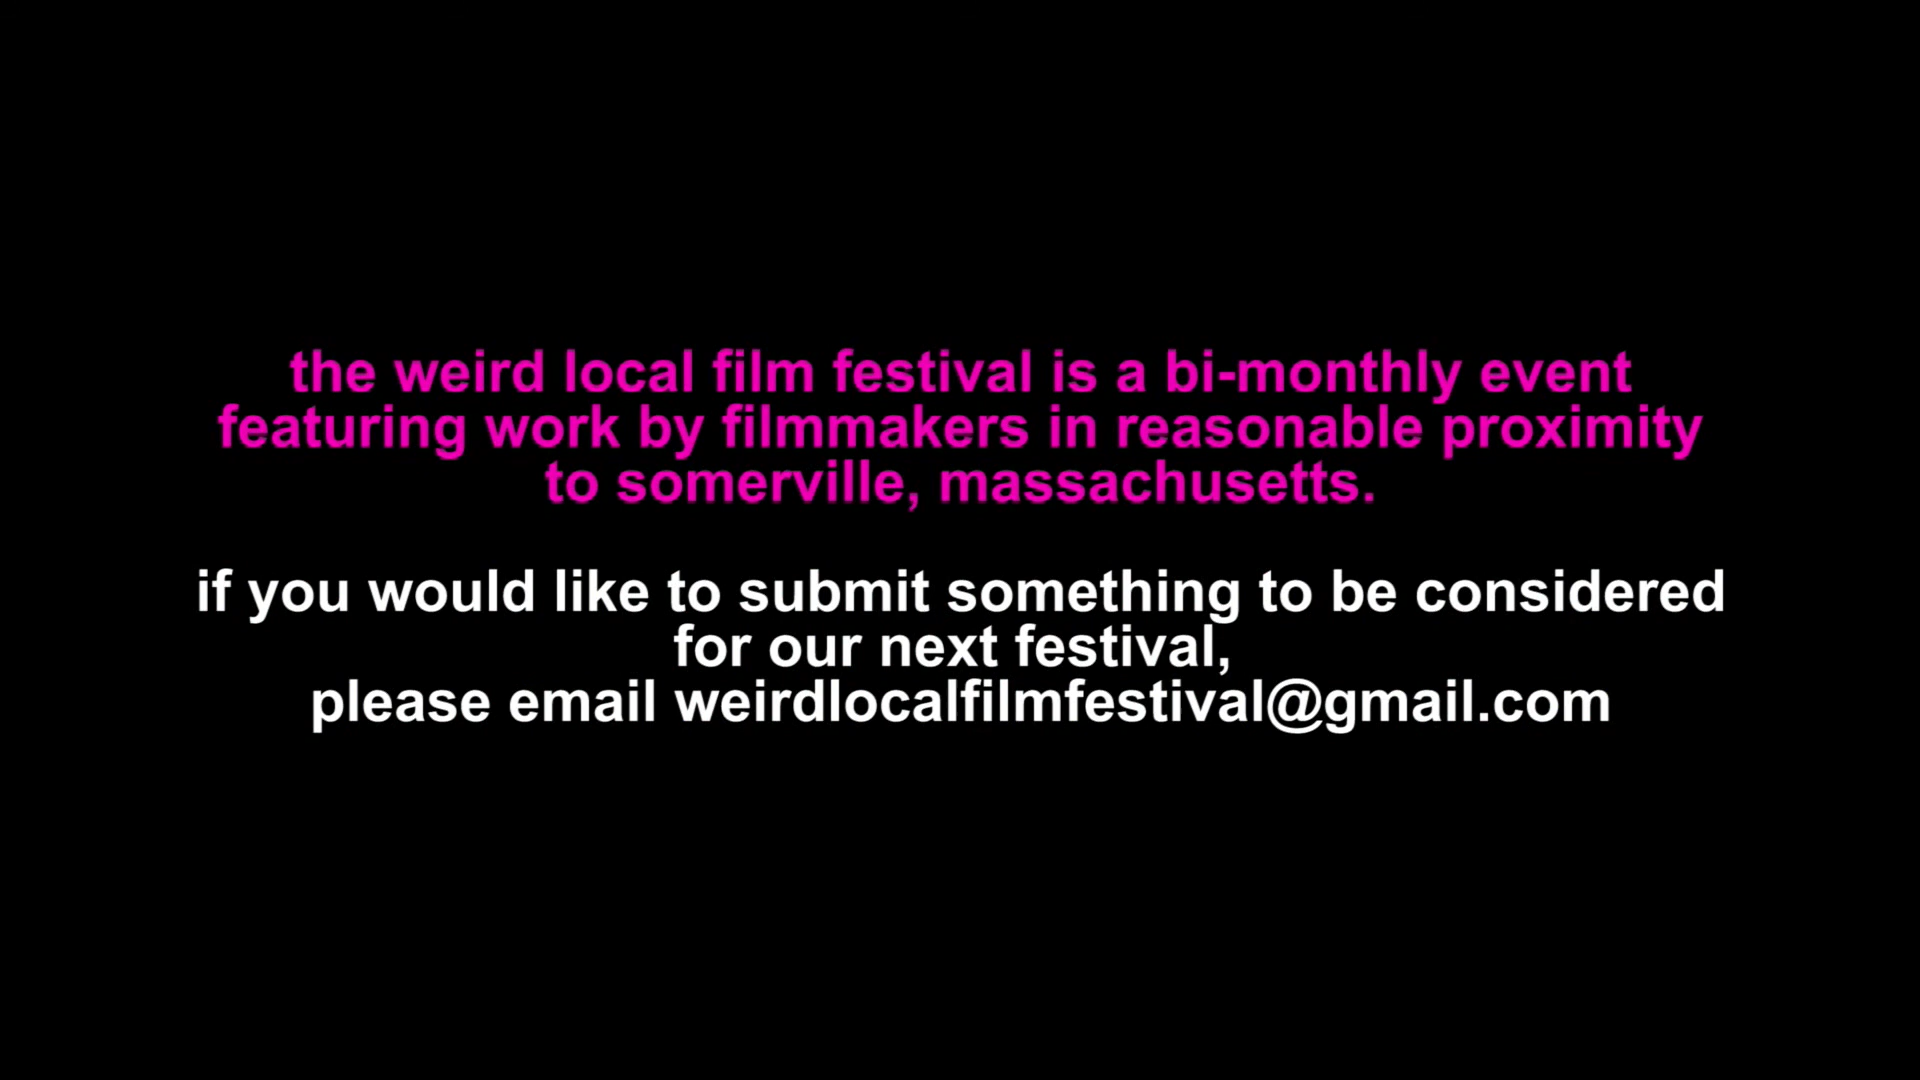 the weird local film festival is a bi-monthly event
featuring work by filmmakers in reasonable proximity
to somerville, massachusetts.
if you would like to submit something to be considered
for our next festival,
please email weirdlocalfilmfestival@gmail.com